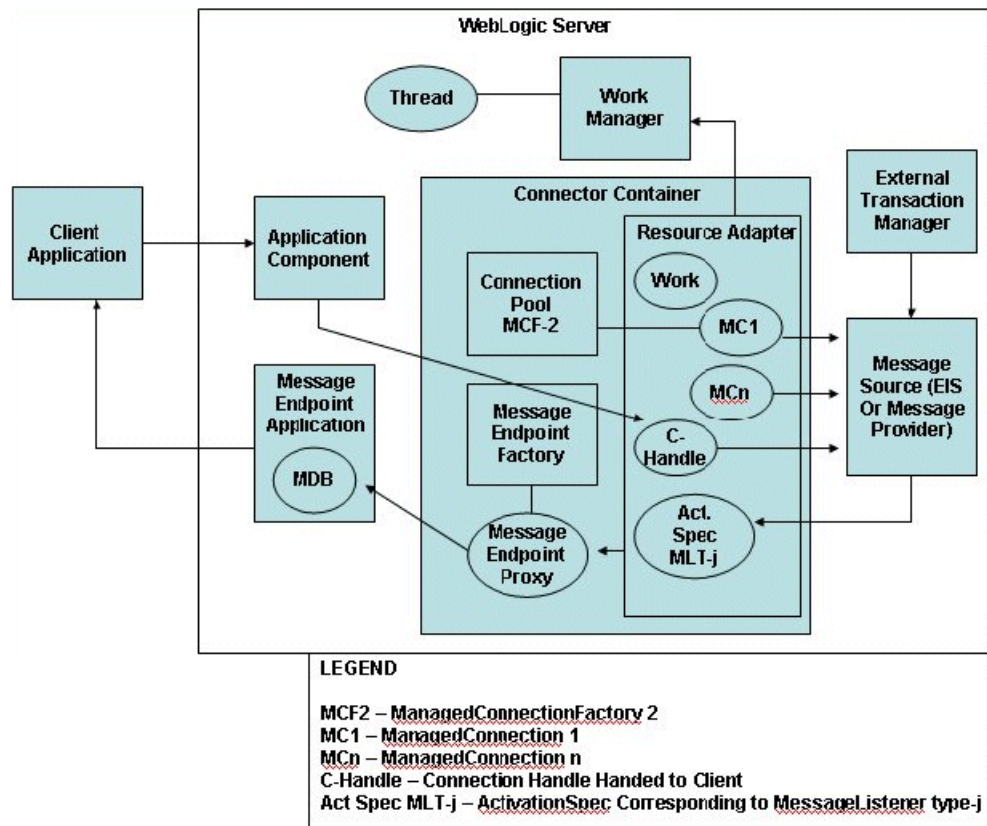 WebLogic Server
Thread
Work
Manager
Connector Container
External
Transaction
Manager
Client
Application
Application
Component
Resource Adapter
Connection
Pool
MCF-2
Work
MC1
MCn
Message
Source (EIS
Or Message
Provider)
Message
Endpoint
Application
MDB
Message
Endpoint
Factory
C-
Handle
Message
Endpoint
Proxy
Act.
Spec
MLT-j
LEGEND
MCF2 – ManagedConnectionFactory 2
MC1 – ManagedConnection 1
MCn – ManagedConnection n
C-Handle – Connection Handle Handed to Client
Act Spec MLT-j – ActivationSpec Corresponding to MessageListener type-j